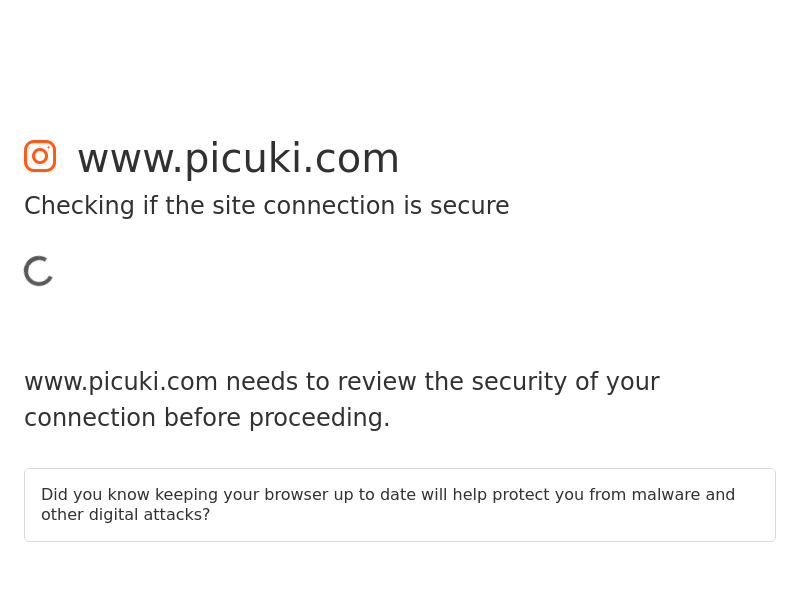 www.picuki.com
Checking if the site connection is secure
www.picuki.com needs to review the security of your
connection before proceeding.
Did you know keeping your browser up to date will help protect you from malware and
other digital attacks?